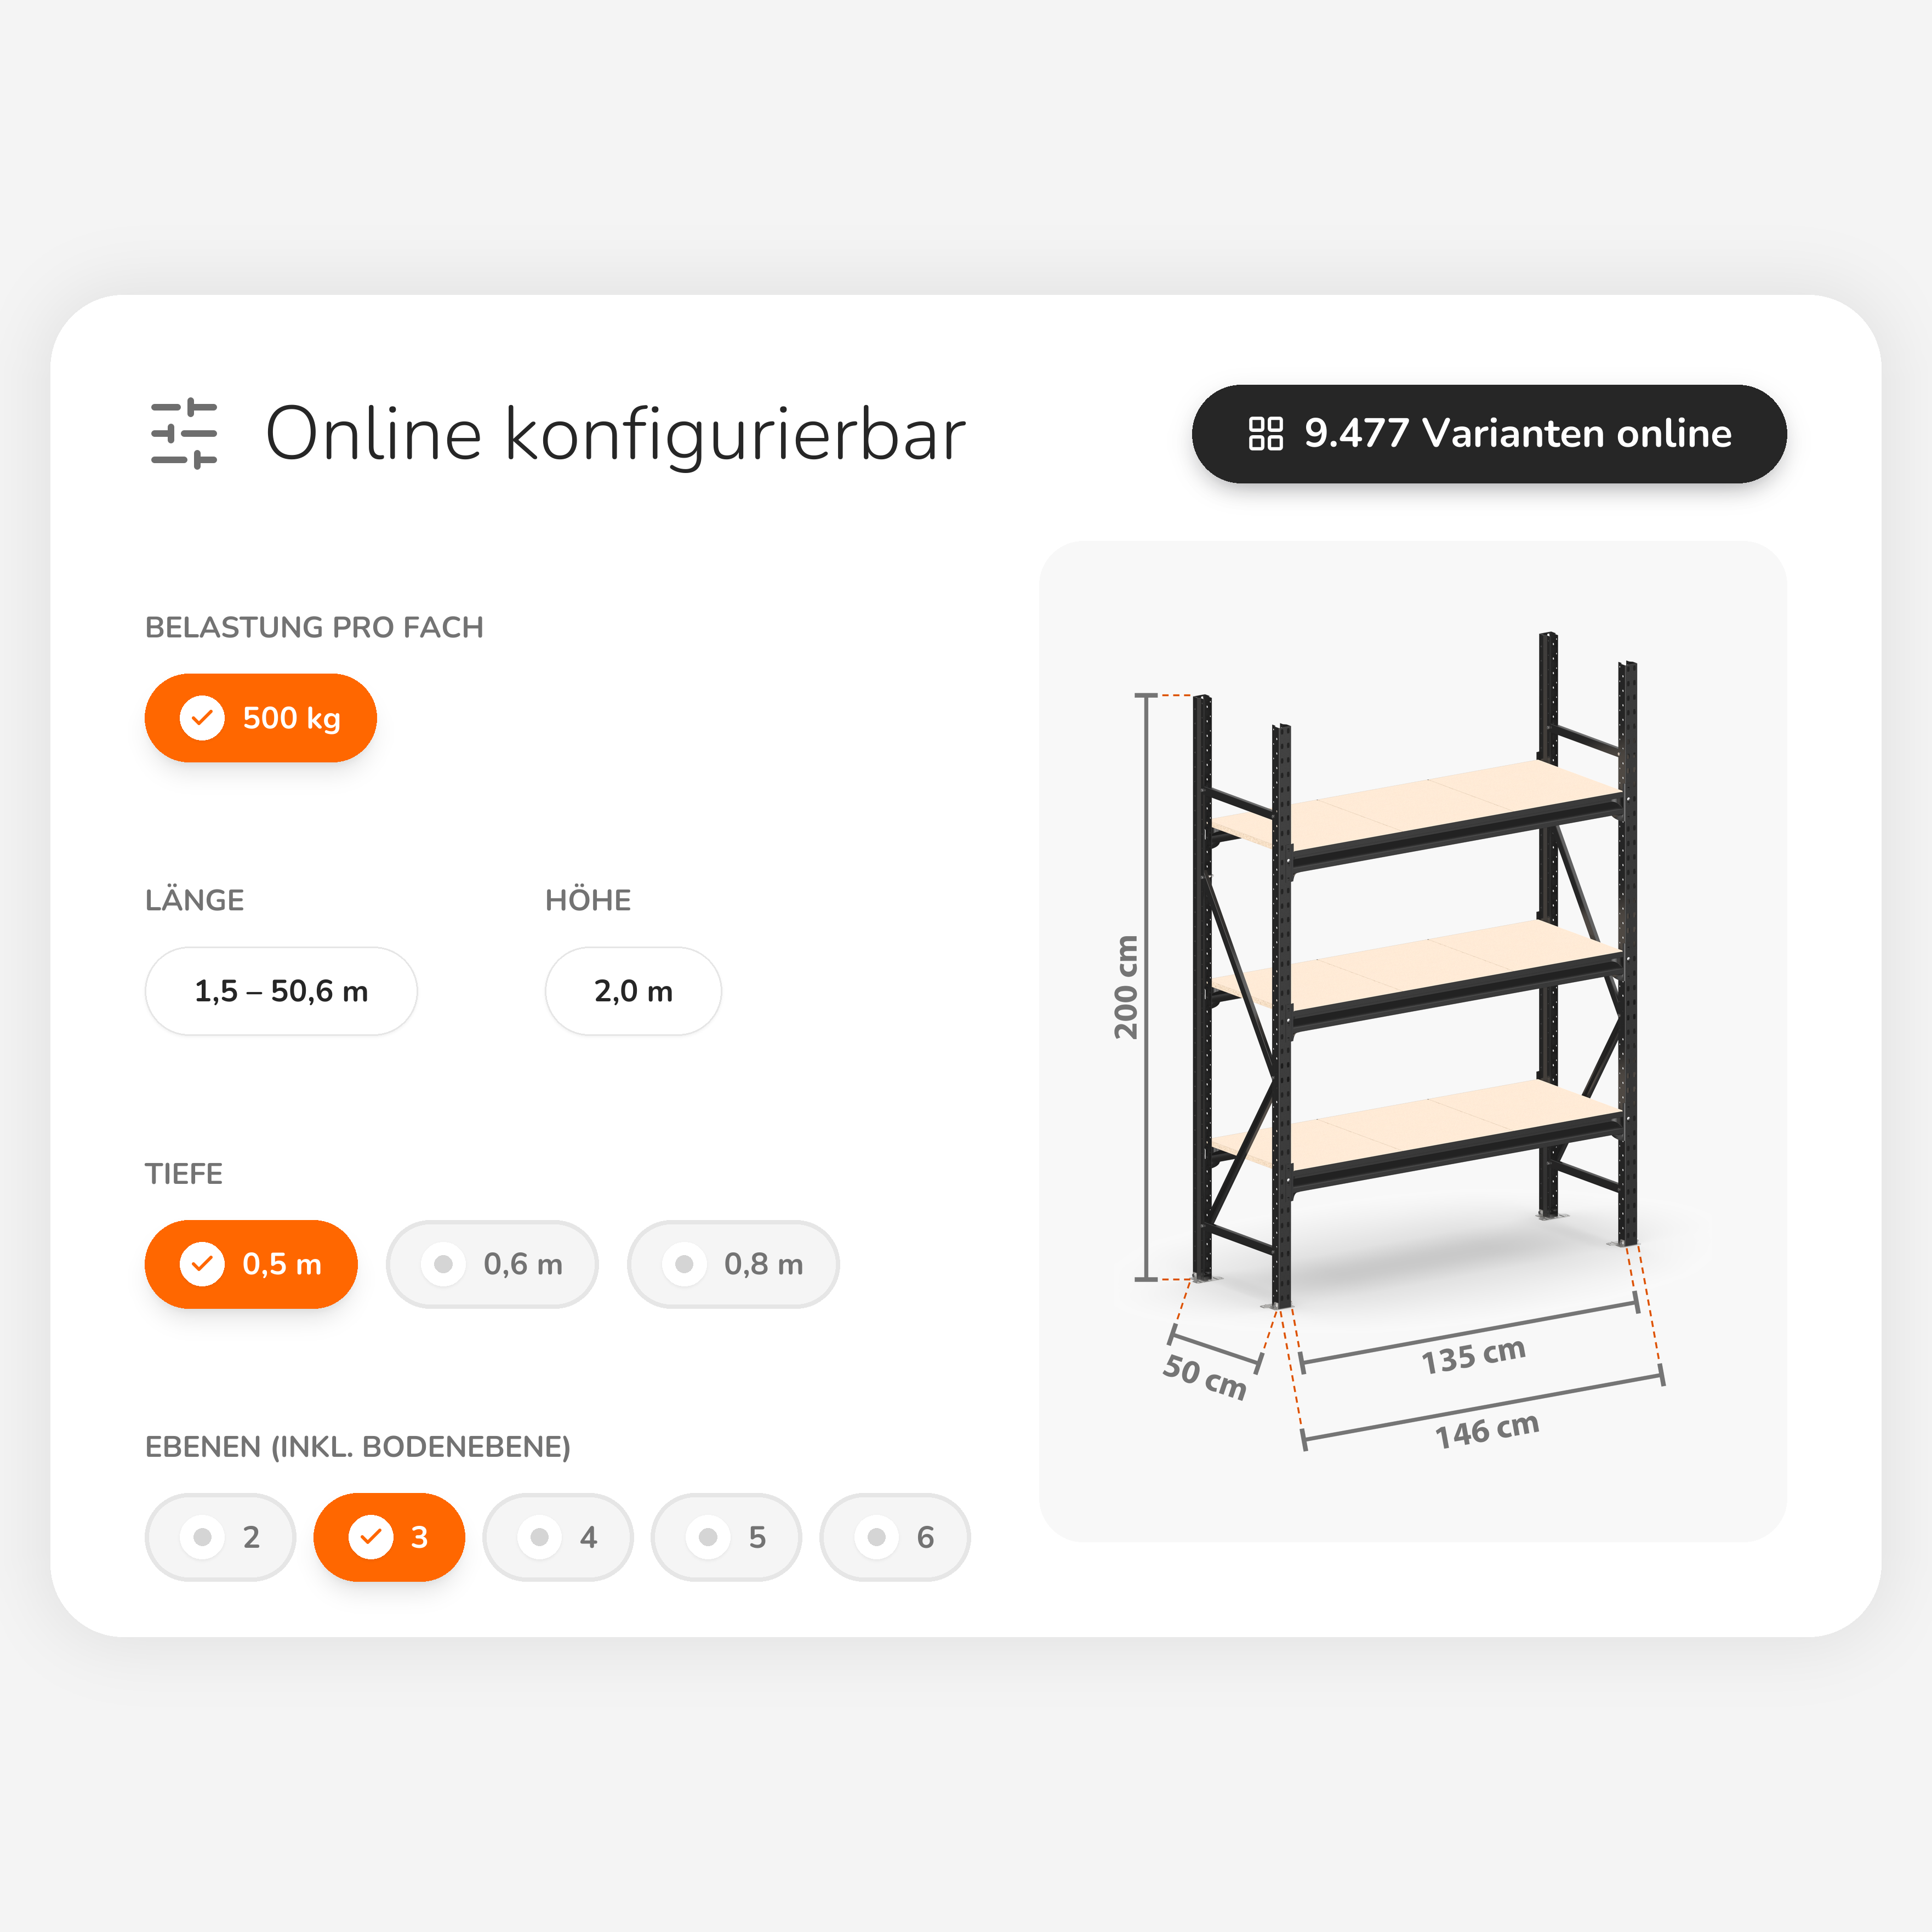 Online konfigurierbar
9.477 Varianten online
BELASTUNG PRO FACH
500 kg
LÄNGE
HÖHE
1,5 – 50,6 m
2,0 m
TIEFE
0,5 m
0,6 m
0,8 m
EBENEN (INKL. BODENEBENE)
2
3
4
5
6
200 cm
50 cm
135 cm
146 cm